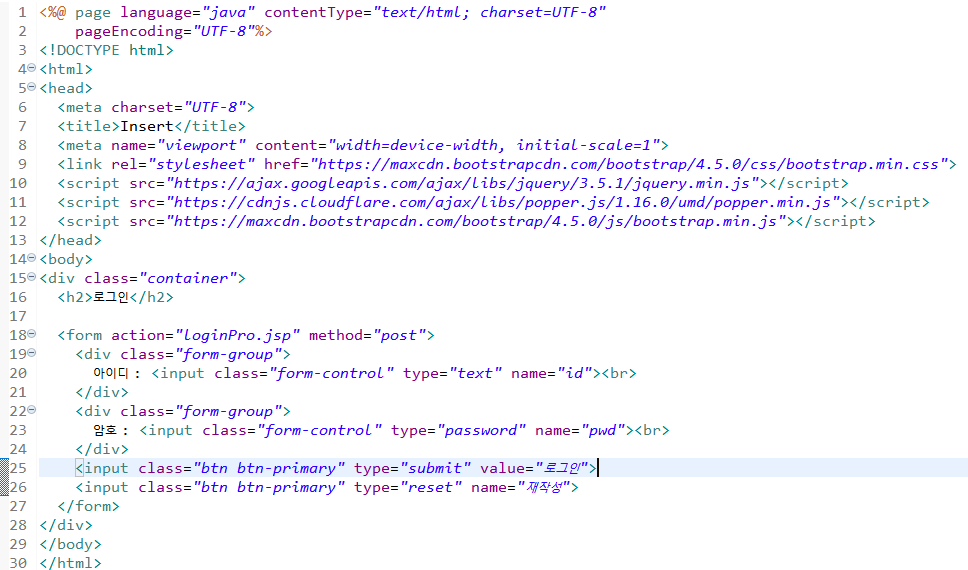 1 <%@ page language="java" contentType="text/html; charset=UTF-8"
2     pageEncoding="UTF-8"%>
3 <!DOCTYPE html>
4 <html>
5 <head>
6   <meta charset="UTF-8">
7   <title>Insert</title>
8   <meta name="viewport" content="width=device-width, initial-scale=1">
9   <link rel="stylesheet" href="https://maxcdn.bootstrapcdn.com/bootstrap/4.5.0/css/bootstrap.min.css">
10   <script src="https://ajax.googleapis.com/ajax/libs/jquery/3.5.1/jquery.min.js"></script>
11   <script src="https://cdnjs.cloudflare.com/ajax/libs/popper.js/1.16.0/umd/popper.min.js"></script>
12   <script src="https://maxcdn.bootstrapcdn.com/bootstrap/4.5.0/js/bootstrap.min.js"></script>
13 </head>
14 <body>
15 <div class="container">
16   <h2>로그인</h2>
17
18   <form action="loginPro.jsp" method="post">
19     <div class="form-group">
20       아이디 : <input class="form-control" type="text" name="id"><br>
21     </div>
22     <div class="form-group">
23       암호 : <input class="form-control" type="password" name="pwd"><br>
24     </div>
25     <input class="btn btn-primary" type="submit" value="로그인">
26     <input class="btn btn-primary" type="reset" name="재작성">
27   </form>
28 </div>
29 </body>
30 </html>